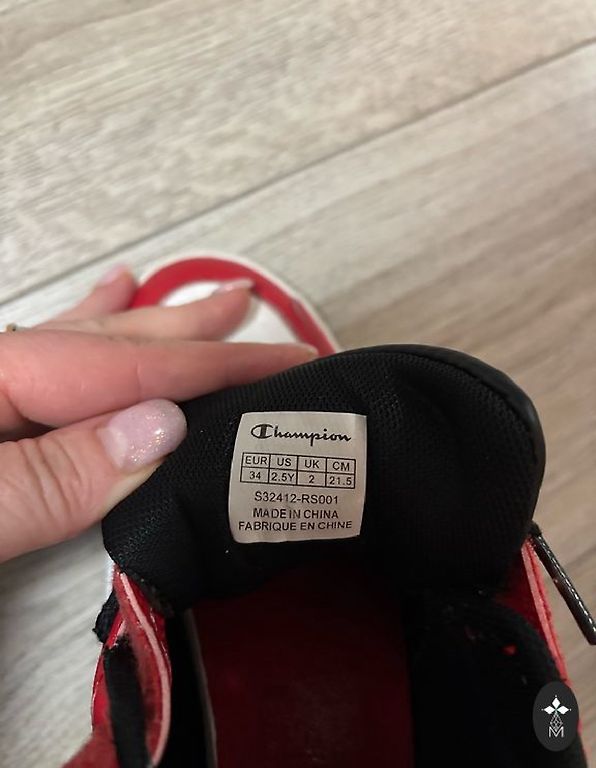 Champion
EUR US UK CM
34 2.5Y 2 21.5
S32412-RS001
MADE IN CHINA
FABRIQUE EN CHINE
M